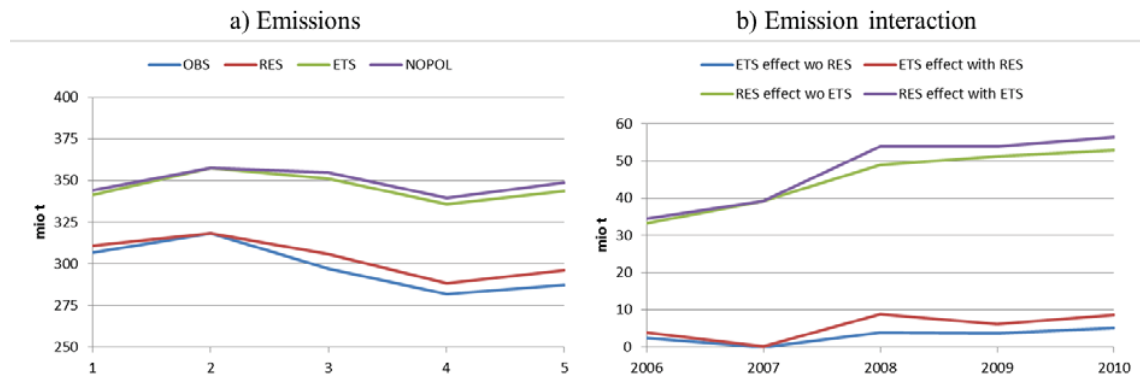 a) Emissions
OBS RES ETS NOPOL
400
375
350
325
300
275
250
mio t
1 2 3 4 5
b) Emission interaction
ETS effect wo RES ETS effect with RES
RES effect wo ETS RES effect with ETS
60
50
40
30
20
10
0
mio t
2006 2007 2008 2009 2010